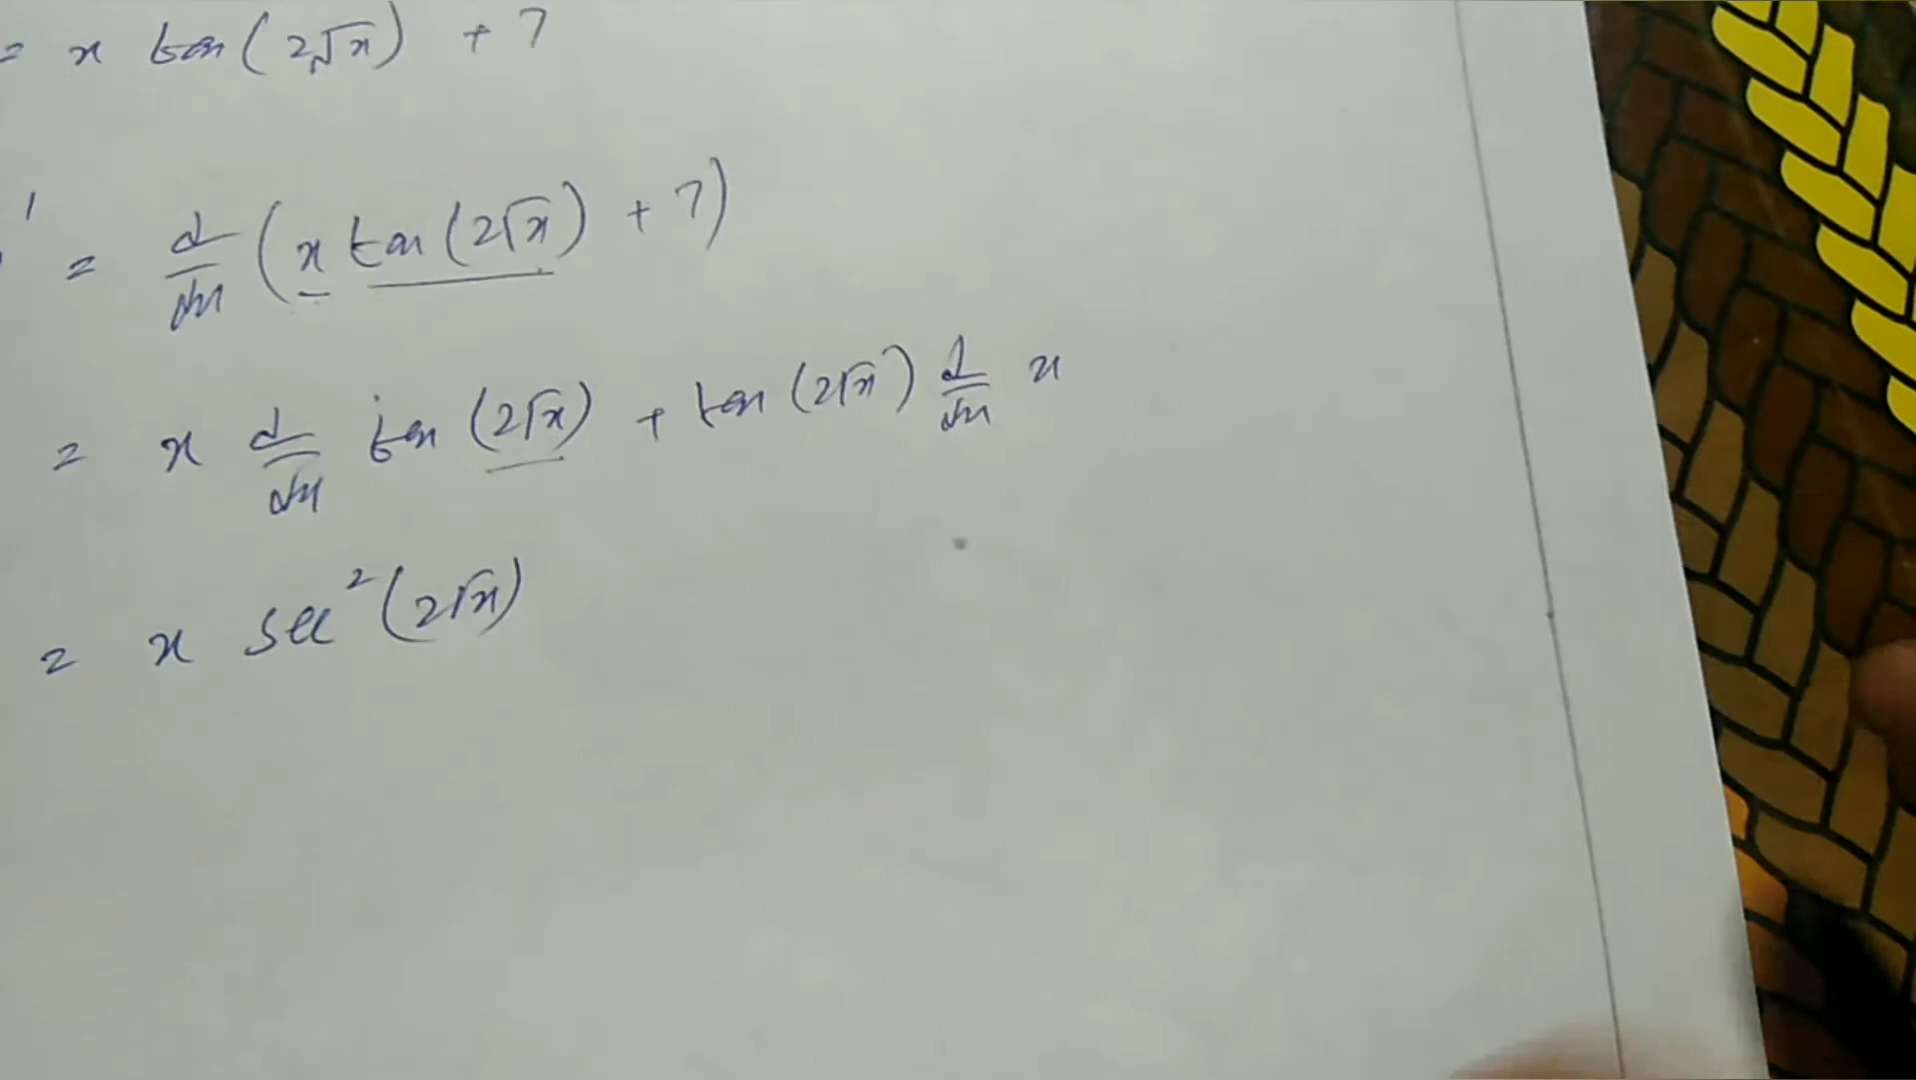 = x tan(2√x) + 7
' = d/dx (x tan(2√x) + 7)
= x d/dx tan(2√x) + tan(2√x) d/dx x
= x sec²(2√x)